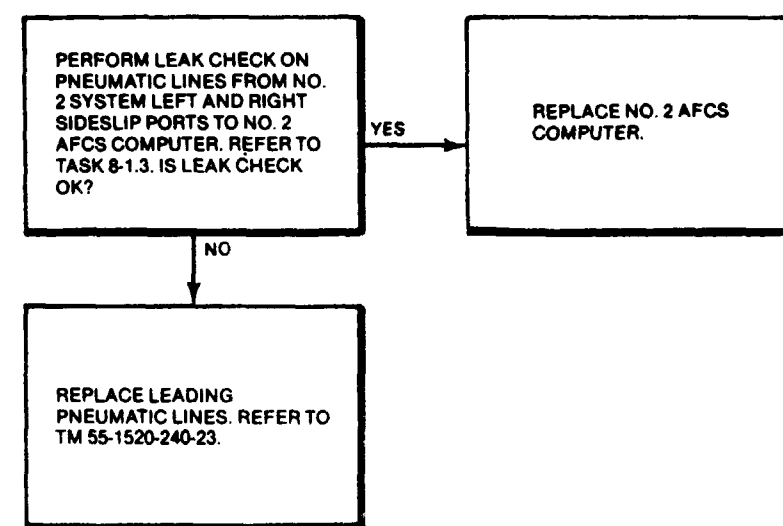 PERFORM LEAK CHECK ON
PNEUMATIC LINES FROM NO.
2 SYSTEM LEFT AND RIGHT
SIDESLIP PORTS TO NO. 2
AFCS COMPUTER. REFER TO
TASK 8-1.3. IS LEAK CHECK
OK?
YES
REPLACE NO. 2 AFCS
COMPUTER.
NO
REPLACE LEADING
PNEUMATIC LINES. REFER TO
TM 55-1520-240-23.